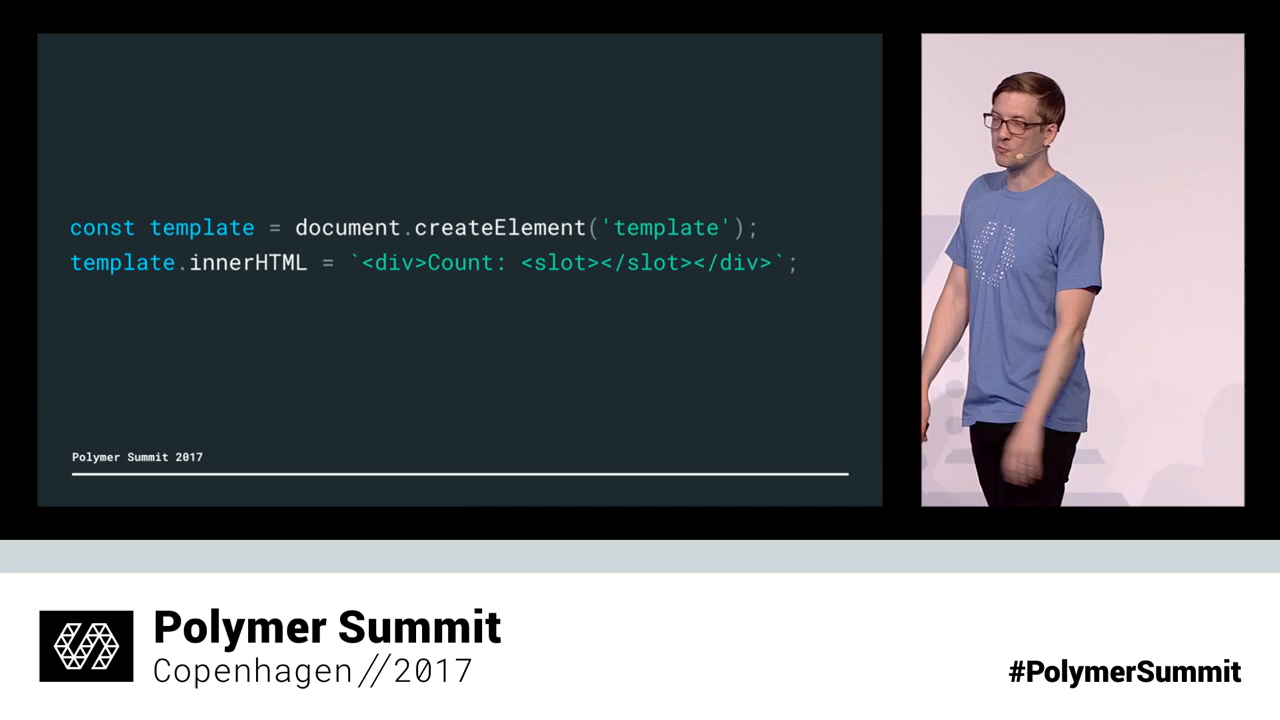 const template = document.createElement('template');
template.innerHTML = `<div>Count: <slot></slot></div>`;
Polymer Summit 2017
Polymer Summit
Copenhagen//2017
#PolymerSummit